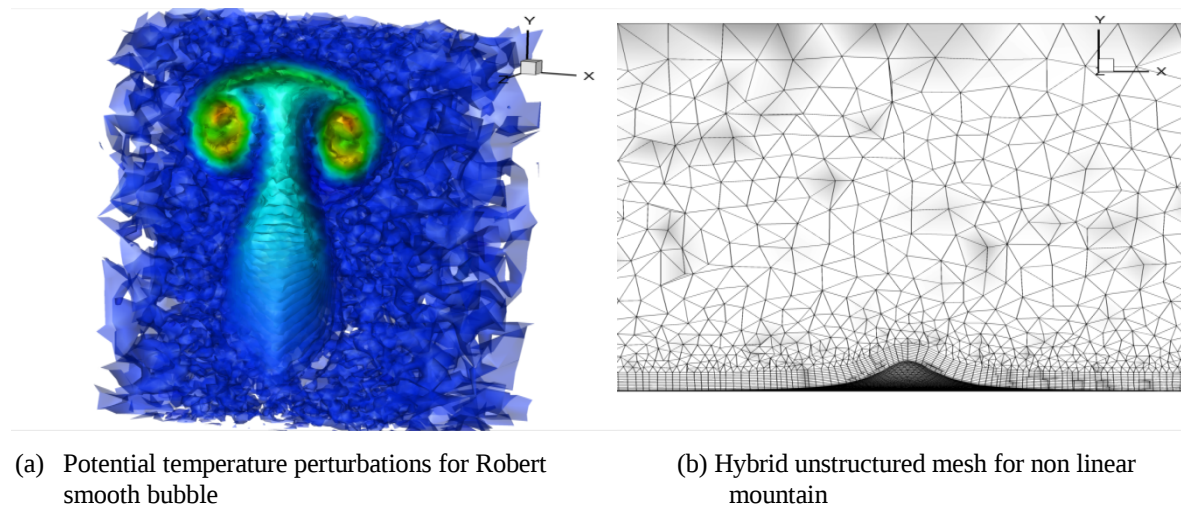 Y
X
Z
Y
X
Z
(a) Potential temperature perturbations for Robert
smooth bubble
(b) Hybrid unstructured mesh for non linear
mountain